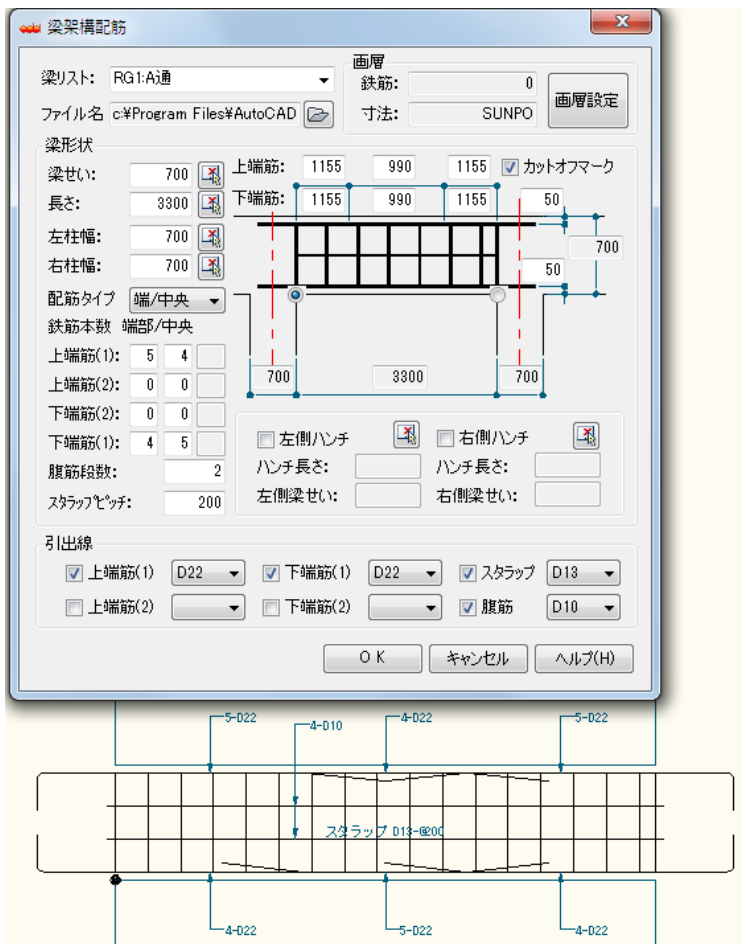 梁架構配筋
梁リスト: RG1:A通
ファイル名 c:¥Program Files¥AutoCAD
画層
鉄筋: 0
寸法: SUNPO
画層設定
梁形状
梁せい: 700
長さ: 3300
左柱幅: 700
右柱幅: 700
配筋タイプ 端/中央
鉄筋本数 端部/中央
上端筋(1): 5 4
上端筋(2): 0 0
下端筋(2): 0 0
下端筋(1): 4 5
腹筋段数: 2
スタラップピッチ: 200
上端筋: 1155 990 1155 カットオフマーク
下端筋: 1155 990 1155 50
700
50
700 3300 700
左側ハンチ 右側ハンチ
ハンチ長さ: ハンチ長さ:
左側梁せい: 右側梁せい:
引出線
上端筋(1) D22 下端筋(1) D22 スタラップ D13
上端筋(2) 下端筋(2) 腹筋 D10
OK キャンセル ヘルプ(H)
5-D22 4-D10 4-D22 5-D22
スタラップ D13-@200
4-D22 5-D22 4-D22